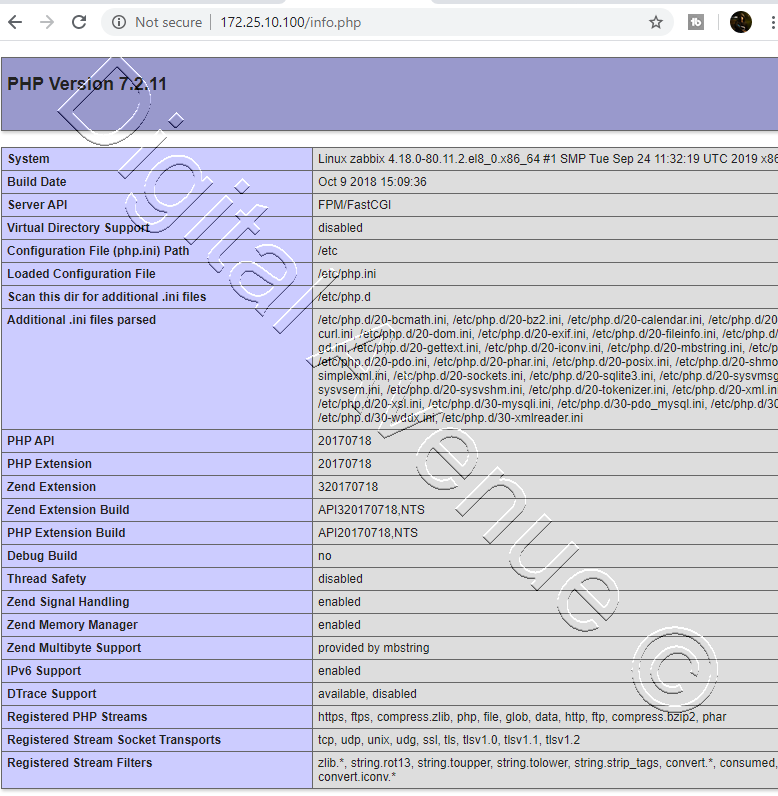 Not secure | 172.25.10.100/info.php
PHP Version 7.2.11
System Linux zabbix 4.18.0-80.11.2.el8_0.x86_64 #1 SMP Tue Sep 24 11:32:19 UTC 2019 x86
Build Date Oct 9 2018 15:09:36
Server API FPM/FastCGI
Virtual Directory Support disabled
Configuration File (php.ini) Path /etc
Loaded Configuration File /etc/php.ini
Scan this dir for additional .ini files /etc/php.d
Additional .ini files parsed /etc/php.d/20-bcmath.ini, /etc/php.d/20-bz2.ini, /etc/php.d/20-calendar.ini, /etc/php.d/20
curl.ini, /etc/php.d/20-dom.ini, /etc/php.d/20-exif.ini, /etc/php.d/20-fileinfo.ini, /etc/php.d
gd.ini, /etc/php.d/20-gettext.ini, /etc/php.d/20-iconv.ini, /etc/php.d/20-mbstring.ini, /etc/ph
/etc/php.d/20-pdo.ini, /etc/php.d/20-phar.ini, /etc/php.d/20-posix.ini, /etc/php.d/20-shmo
simplexml.ini, /etc/php.d/20-sockets.ini, /etc/php.d/20-sqlite3.ini, /etc/php.d/20-sysvmsg
sysvsem.ini, /etc/php.d/20-sysvshm.ini, /etc/php.d/20-tokenizer.ini, /etc/php.d/20-xml.ini
/etc/php.d/20-xsl.ini, /etc/php.d/30-mysqli.ini, /etc/php.d/30-pdo_mysql.ini, /etc/php.d/30
/etc/php.d/30-wddx.ini, /etc/php.d/30-xmlreader.ini
PHP API 20170718
PHP Extension 20170718
Zend Extension 320170718
Zend Extension Build API320170718,NTS
PHP Extension Build API20170718,NTS
Debug Build no
Thread Safety disabled
Zend Signal Handling enabled
Zend Memory Manager enabled
Zend Multibyte Support provided by mbstring
IPv6 Support enabled
DTrace Support available, disabled
Registered PHP Streams https, ftps, compress.zlib, php, file, glob, data, http, ftp, compress.bzip2, phar
Registered Stream Socket Transports tcp, udp, unix, udg, ssl, tls, tlsv1.0, tlsv1.1, tlsv1.2
Registered Stream Filters zlib.*, string.rot13, string.toupper, string.tolower, string.strip_tags, convert.*, consumed,
convert.iconv.*
Digital Avenue ©